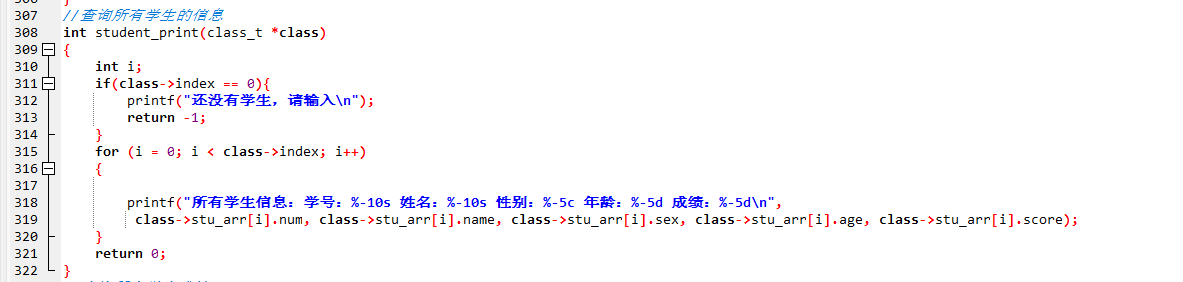 307 //查询所有学生的信息
308 int student_print(class_t *class)
309 {
310 int i;
311 if(class->index == 0){
312 printf("还没有学生，请输入\n");
313 return -1;
314 }
315 for (i = 0; i < class->index; i++)
316 {
317
318 printf("所有学生信息：学号：%-10s 姓名：%-10s 性别：%-5c 年龄：%-5d 成绩：%-5d\n",
319 class->stu_arr[i].num, class->stu_arr[i].name, class->stu_arr[i].sex, class->stu_arr[i].age, class->stu_arr[i].score);
320 }
321 return 0;
322 }